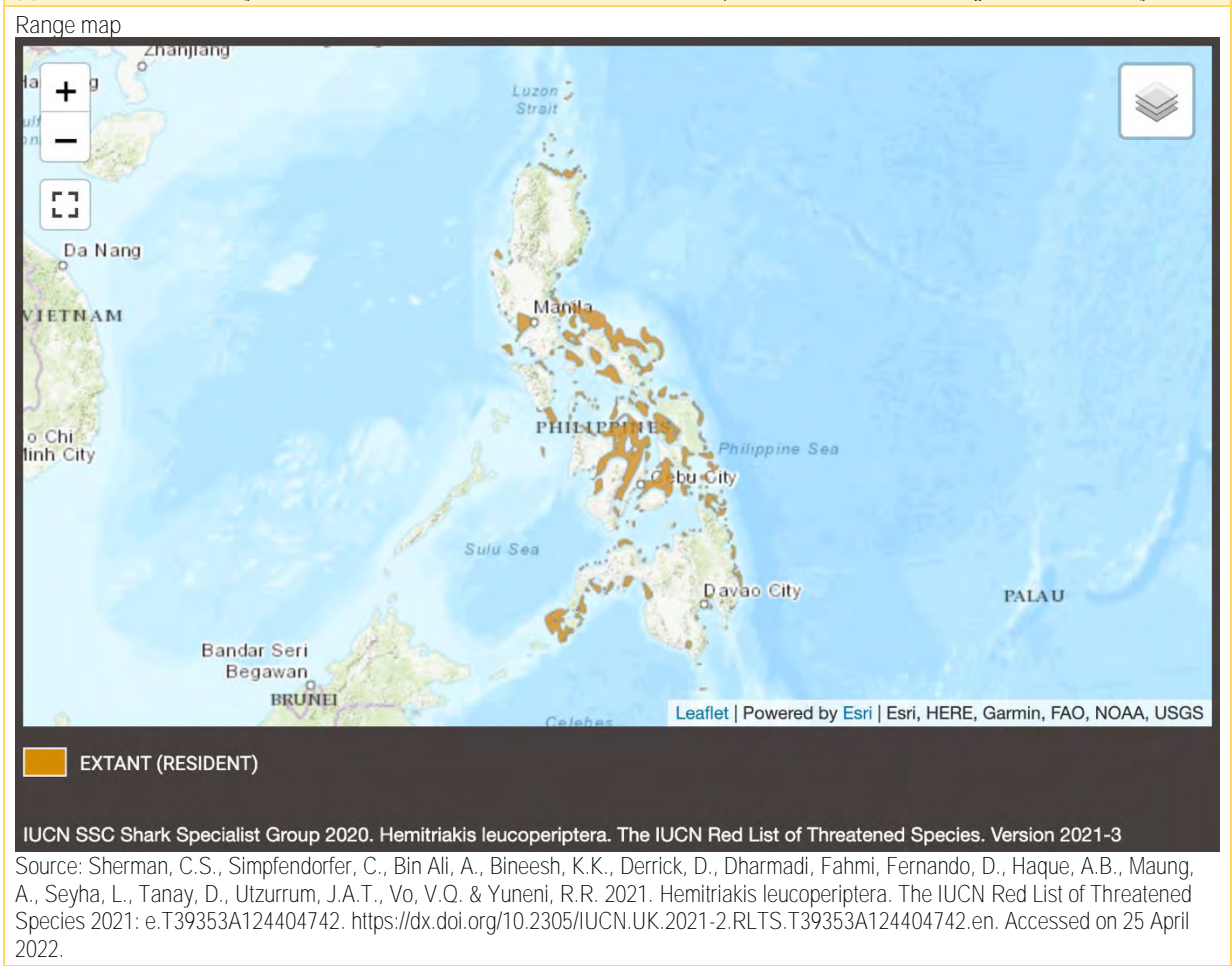 Range map
Zhanjiang
+
−
Luzon
Strait
Da Nang
VIETNAM
Manila
o Chi
Minh City
PHILIPPINES
Philippine Sea
Cebu City
Sulu Sea
Davao City
PALAU
Bandar Seri
Begawan
BRUNEI
Celebes
Leaflet | Powered by Esri | Esri, HERE, Garmin, FAO, NOAA, USGS
EXTANT (RESIDENT)
IUCN SSC Shark Specialist Group 2020. Hemitriakis leucoperiptera. The IUCN Red List of Threatened Species. Version 2021-3
Source: Sherman, C.S., Simpfendorfer, C., Bin Ali, A., Bineesh, K.K., Derrick, D., Dharmadi, Fahmi, Fernando, D., Haque, A.B., Maung,
A., Seyha, L., Tanay, D., Utzurrum, J.A.T., Vo, V.Q. & Yuneni, R.R. 2021. Hemitriakis leucoperiptera. The IUCN Red List of Threatened
Species 2021: e.T39353A124404742. https://dx.doi.org/10.2305/IUCN.UK.2021-2.RLTS.T39353A124404742.en. Accessed on 25 April
2022.